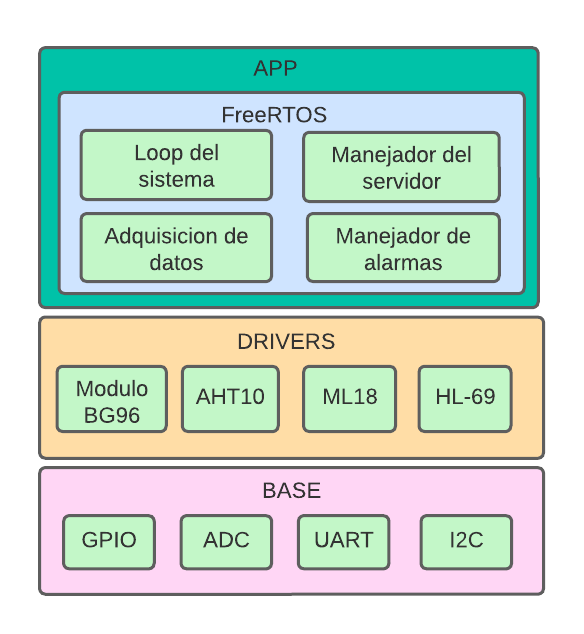 APP
FreeRTOS
Loop del
sistema
Manejador del
servidor
Adquisicion de
datos
Manejador de
alarmas
DRIVERS
Modulo
BG96
AHT10
ML18
HL-69
BASE
GPIO
ADC
UART
I2C